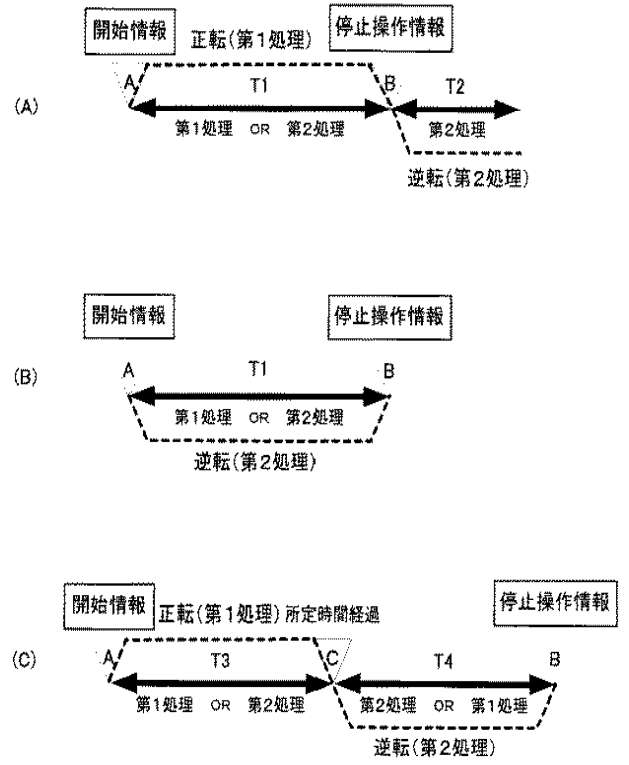 開始情報 正転(第1処理) 停止操作情報
A T1 B T2
(A)
第1処理 OR 第2処理 第2処理
逆転(第2処理)
開始情報 停止操作情報
A T1 B
(B)
第1処理 OR 第2処理
逆転(第2処理)
開始情報 正転(第1処理) 所定時間経過 停止操作情報
(C) A T3 C T4 B
第1処理 OR 第2処理 第2処理 OR 第1処理
逆転(第2処理)